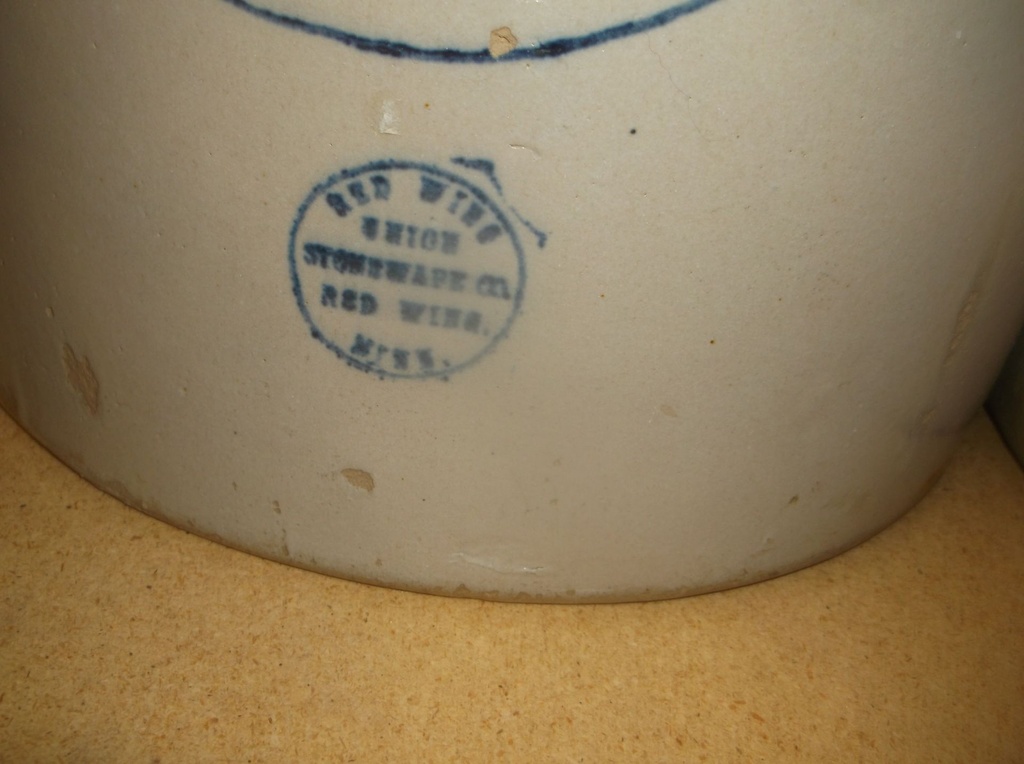 RED WING
UNION
STONEWARE CO.
RED WING,
MINN.